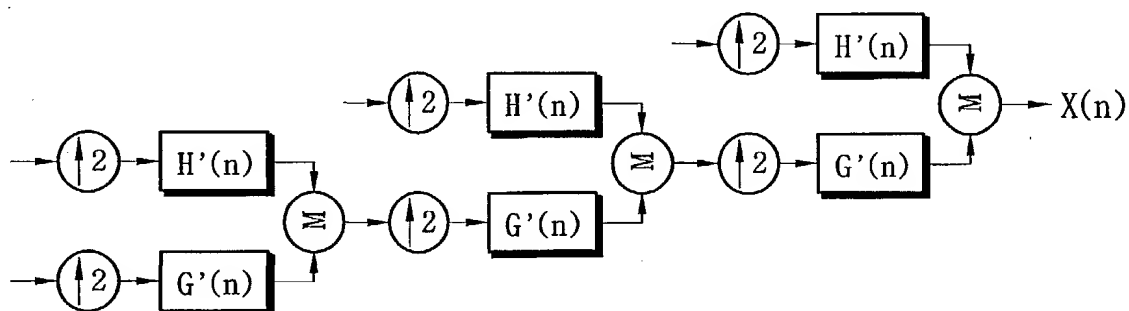 ↑2 H'(n)
M X(n)
↑2 H'(n)
M ↑2 G'(n)
↑2 H'(n)
M ↑2 G'(n)
↑2 G'(n)